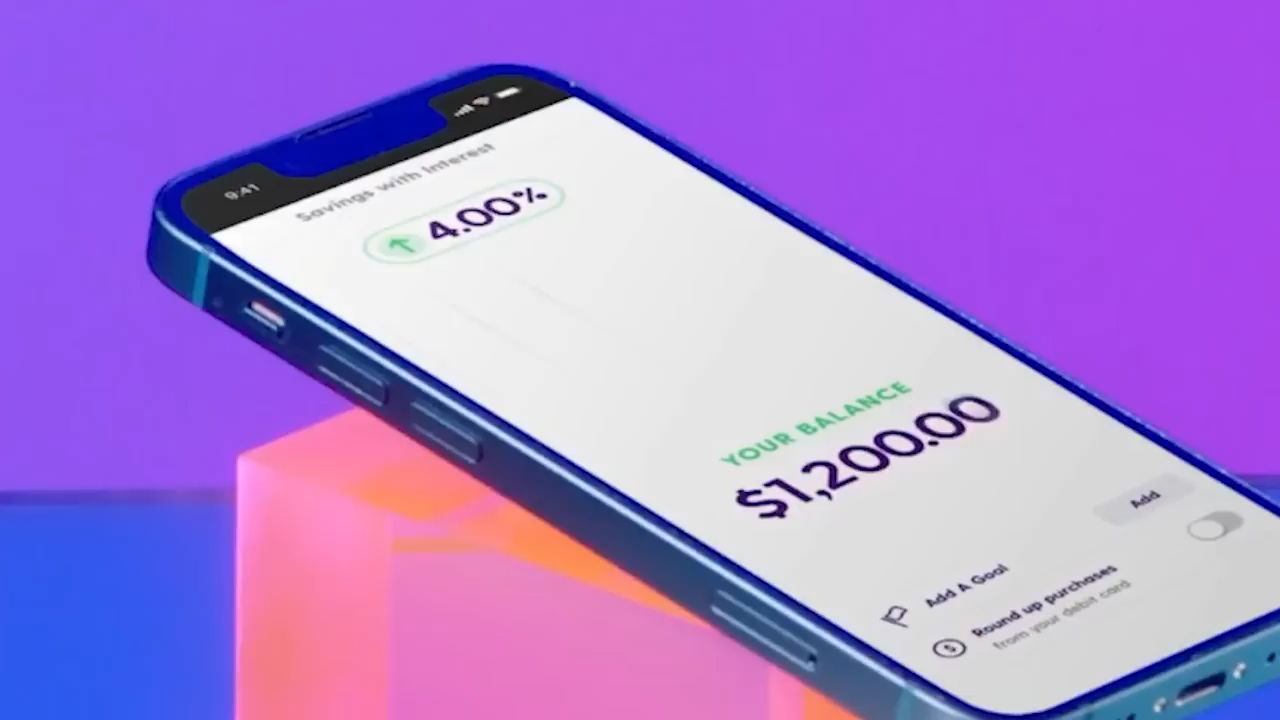 9:41
Savings with Interest
4.00%
YOUR BALANCE
$1,200.00
Add A Goal
Add
Round up purchases
from your debit card